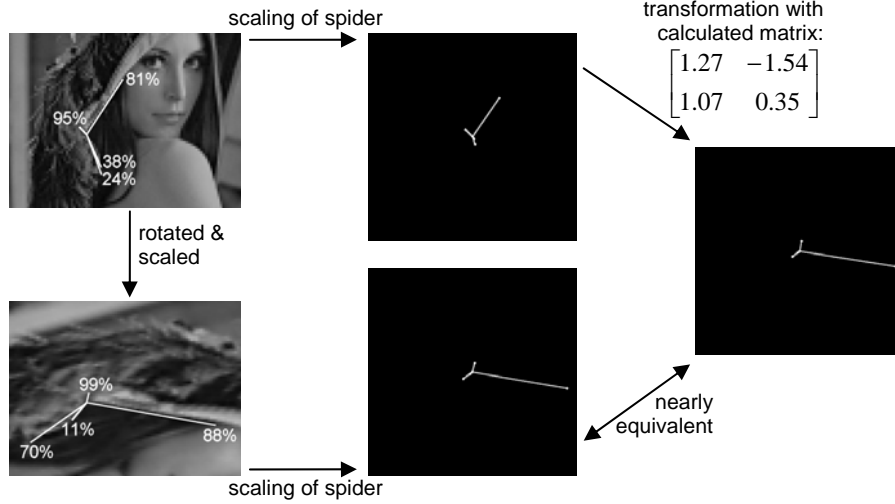 scaling of spider
transformation with
calculated matrix:
1.27 −1.54
1.07 0.35
81%
95%
38%
24%
rotated &
scaled
99%
11%
70%
88%
nearly
equivalent
scaling of spider